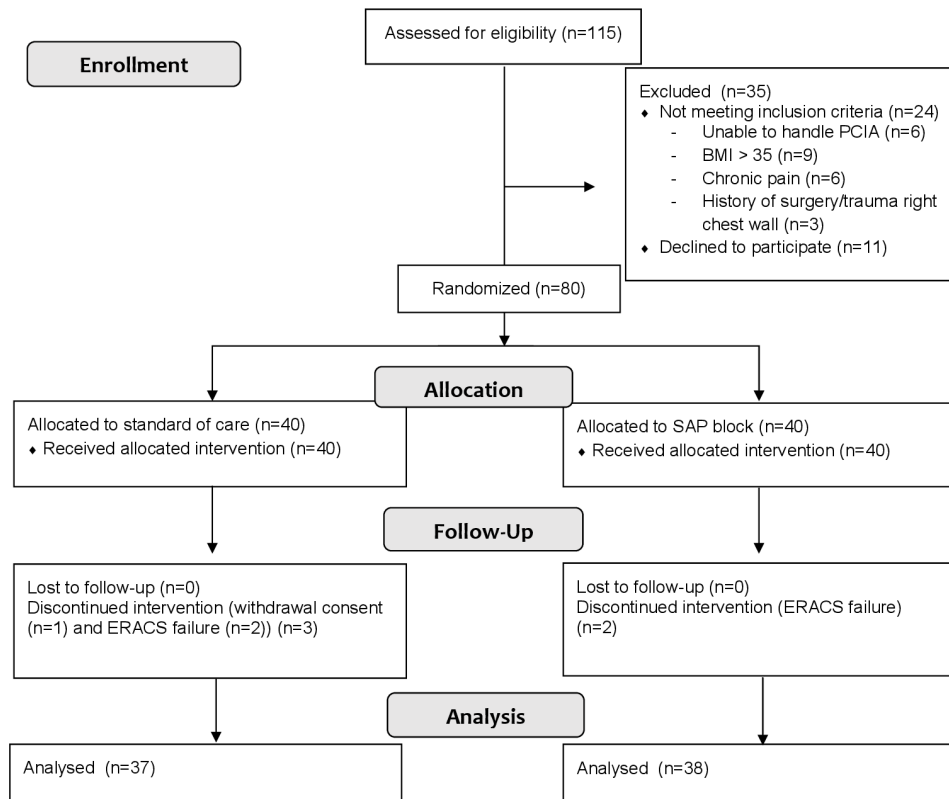 Assessed for eligibility (n=115)
Enrollment
Excluded  (n=35)
♦ Not meeting inclusion criteria (n=24)
- Unable to handle PCIA (n=6)
- BMI > 35 (n=9)
- Chronic pain (n=6)
- History of surgery/trauma right
chest wall (n=3)
♦ Declined to participate (n=11)
Randomized (n=80)
Allocation
Allocated to standard of care (n=40)
♦ Received allocated intervention (n=40)
Allocated to SAP block (n=40)
♦ Received allocated intervention (n=40)
Follow-Up
Lost to follow-up (n=0)
Discontinued intervention (withdrawal consent
(n=1) and ERACS failure (n=2)) (n=3)
Lost to follow-up (n=0)
Discontinued intervention (ERACS failure)
(n=2)
Analysis
Analysed  (n=37)
Analysed  (n=38)